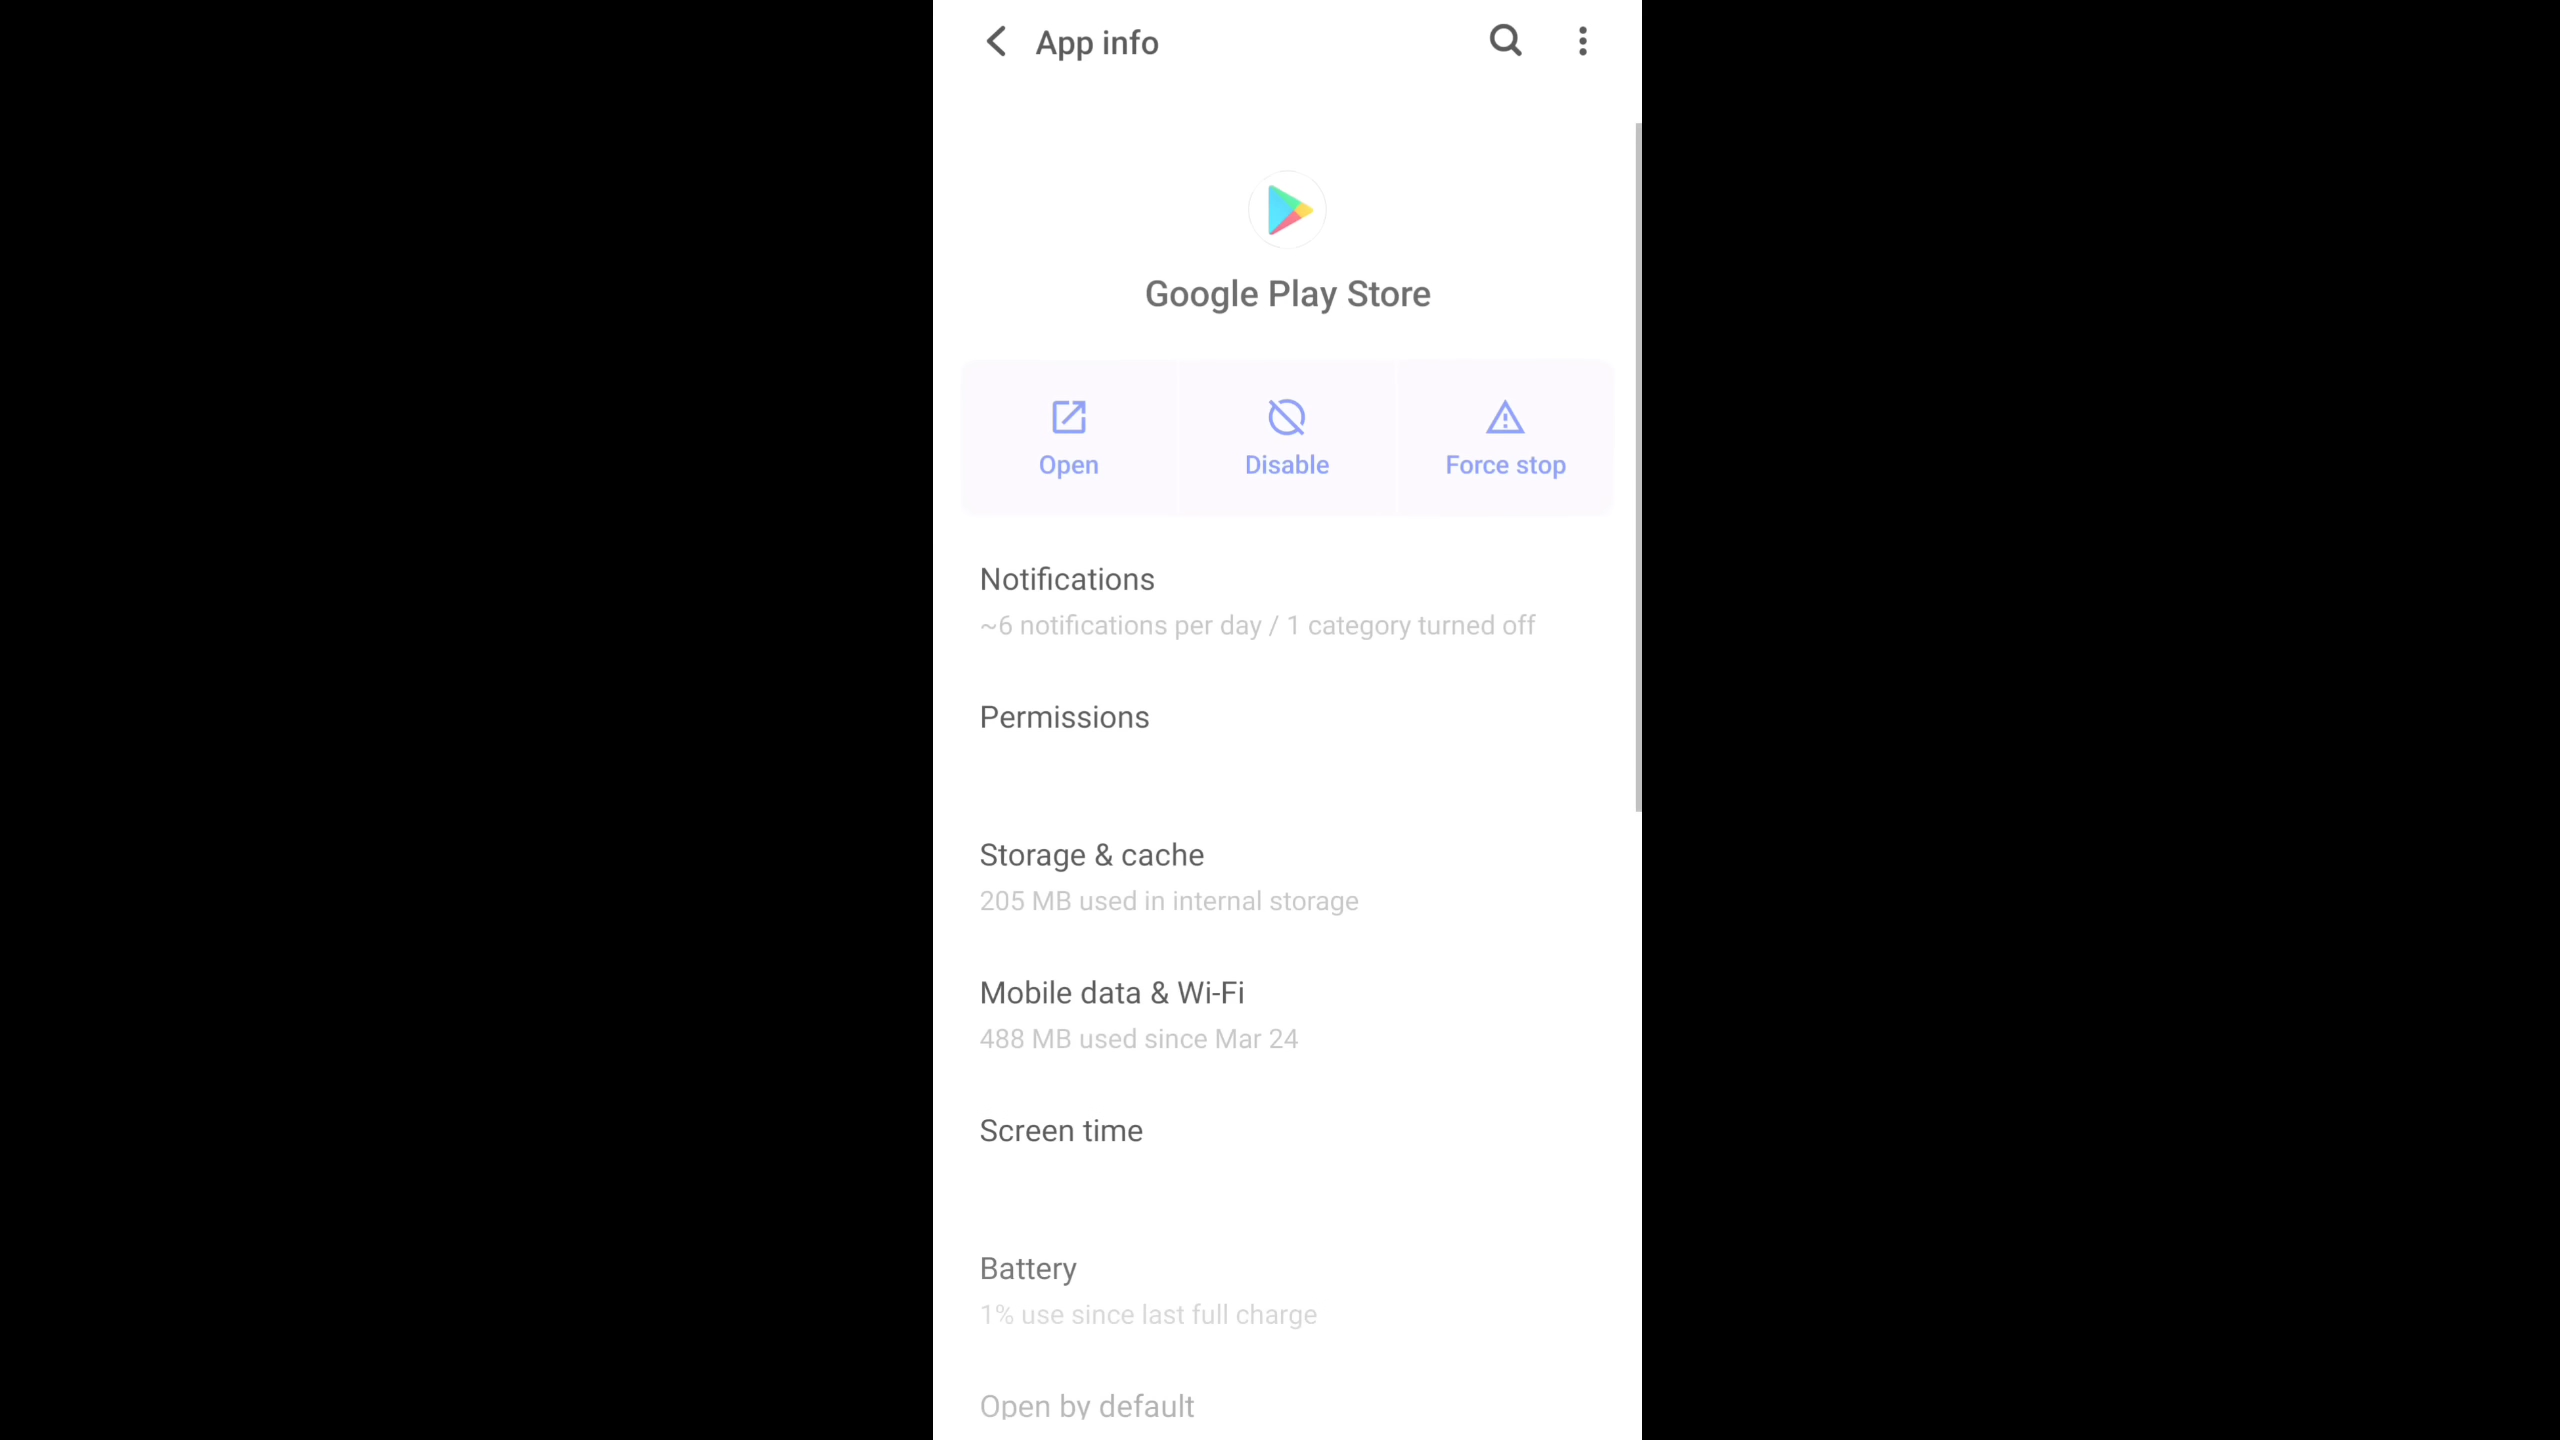 App info
Google Play Store
Open
Disable
Force stop
Notifications
~6 notifications per day / 1 category turned off
Permissions
Storage & cache
205 MB used in internal storage
Mobile data & Wi-Fi
488 MB used since Mar 24
Screen time
Battery
1% use since last full charge
Open by default